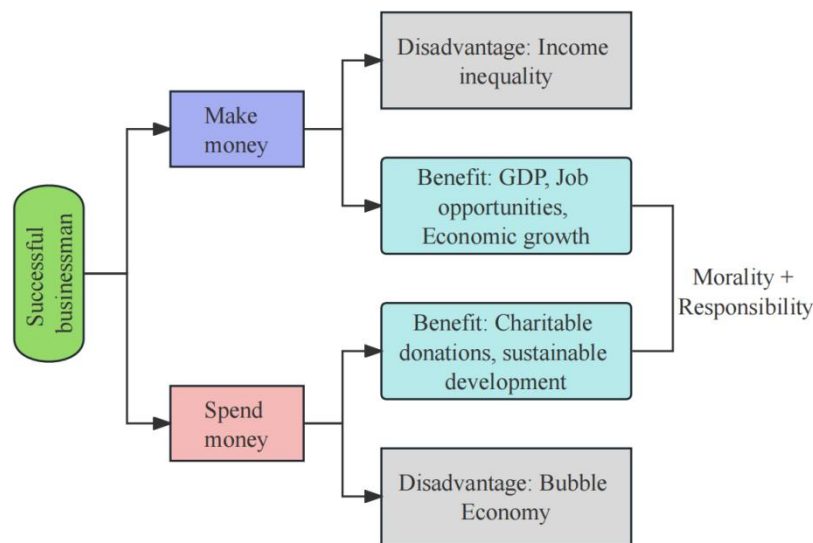 Successful
businessman
Make
money
Spend
money
Disadvantage: Income
inequality
Benefit: GDP, Job
opportunities,
Economic growth
Benefit: Charitable
donations, sustainable
development
Disadvantage: Bubble
Economy
Morality +
Responsibility